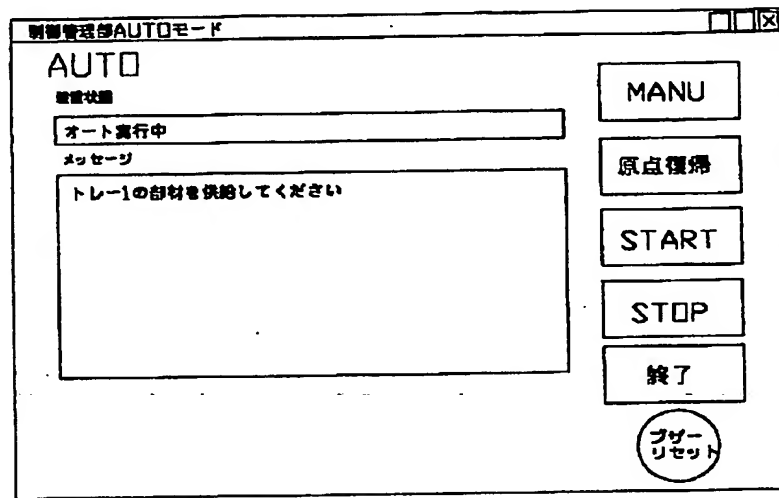 制御管理部AUTOモード
AUTO
装置状態
オート実行中
メッセージ
トレー1の部材を供給してください
MANU
原点復帰
START
STOP
終了
ブザー
リセット